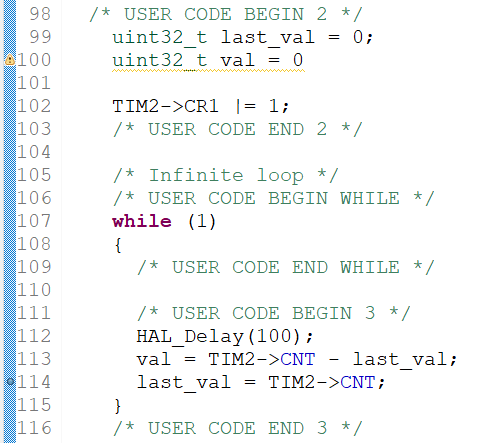 98 /* USER CODE BEGIN 2 */
99 uint32_t last_val = 0;
100 uint32_t val = 0
101
102 TIM2->CR1 |= 1;
103 /* USER CODE END 2 */
104
105 /* Infinite loop */
106 /* USER CODE BEGIN WHILE */
107 while (1)
108 {
109 /* USER CODE END WHILE */
110
111 /* USER CODE BEGIN 3 */
112 HAL_Delay(100);
113 val = TIM2->CNT - last_val;
114 last_val = TIM2->CNT;
115 }
116 /* USER CODE END 3 */